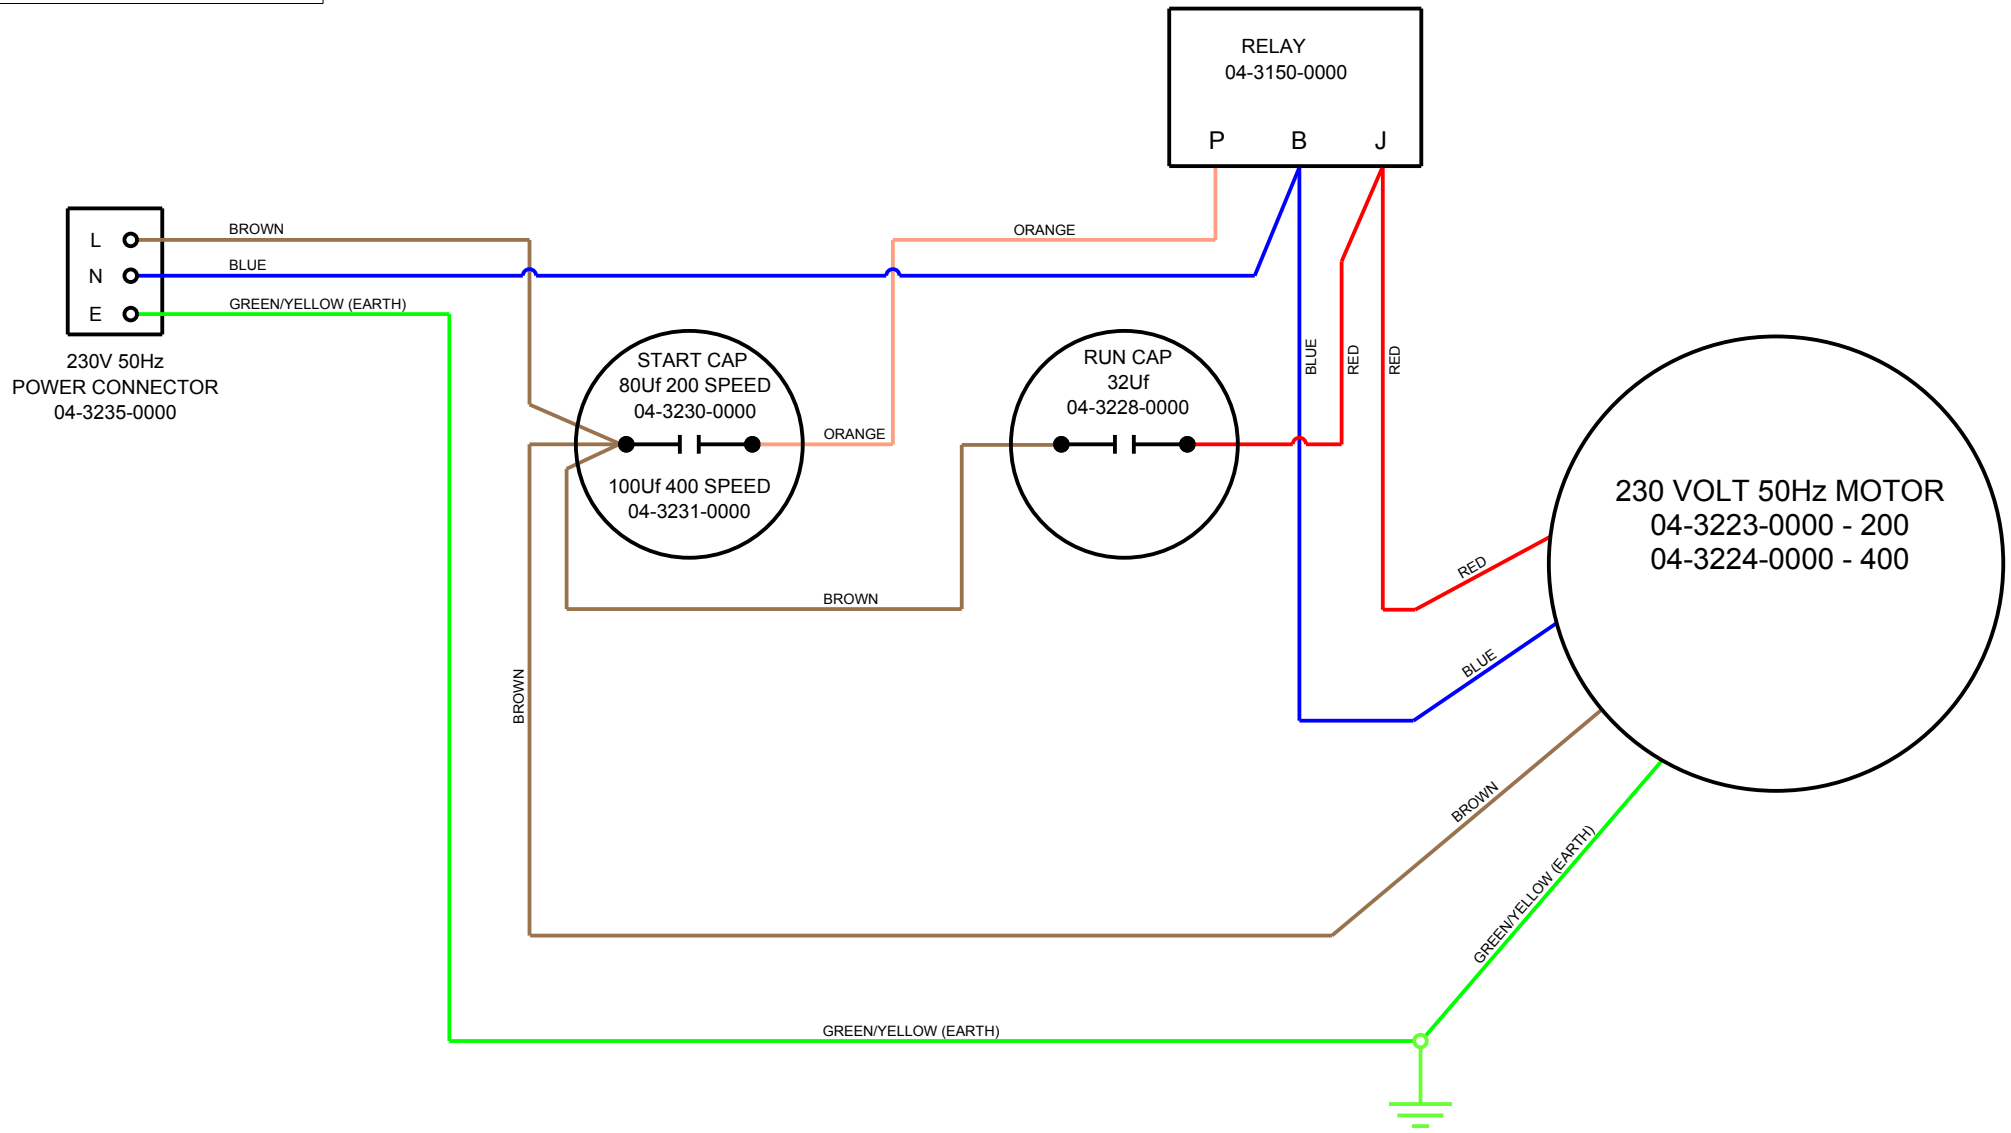 RELAY
04-3150-0000
P B J
L
N
E
BROWN
BLUE
GREEN/YELLOW (EARTH)
ORANGE
230V 50Hz
POWER CONNECTOR
04-3235-0000
START CAP
80Uf 200 SPEED
04-3230-0000
100Uf 400 SPEED
04-3231-0000
ORANGE
RUN CAP
32Uf
04-3228-0000
BLUE
RED
RED
230 VOLT 50Hz MOTOR
04-3223-0000 - 200
04-3224-0000 - 400
RED
BROWN
BLUE
BROWN
BROWN
GREEN/YELLOW (EARTH)
GREEN/YELLOW (EARTH)